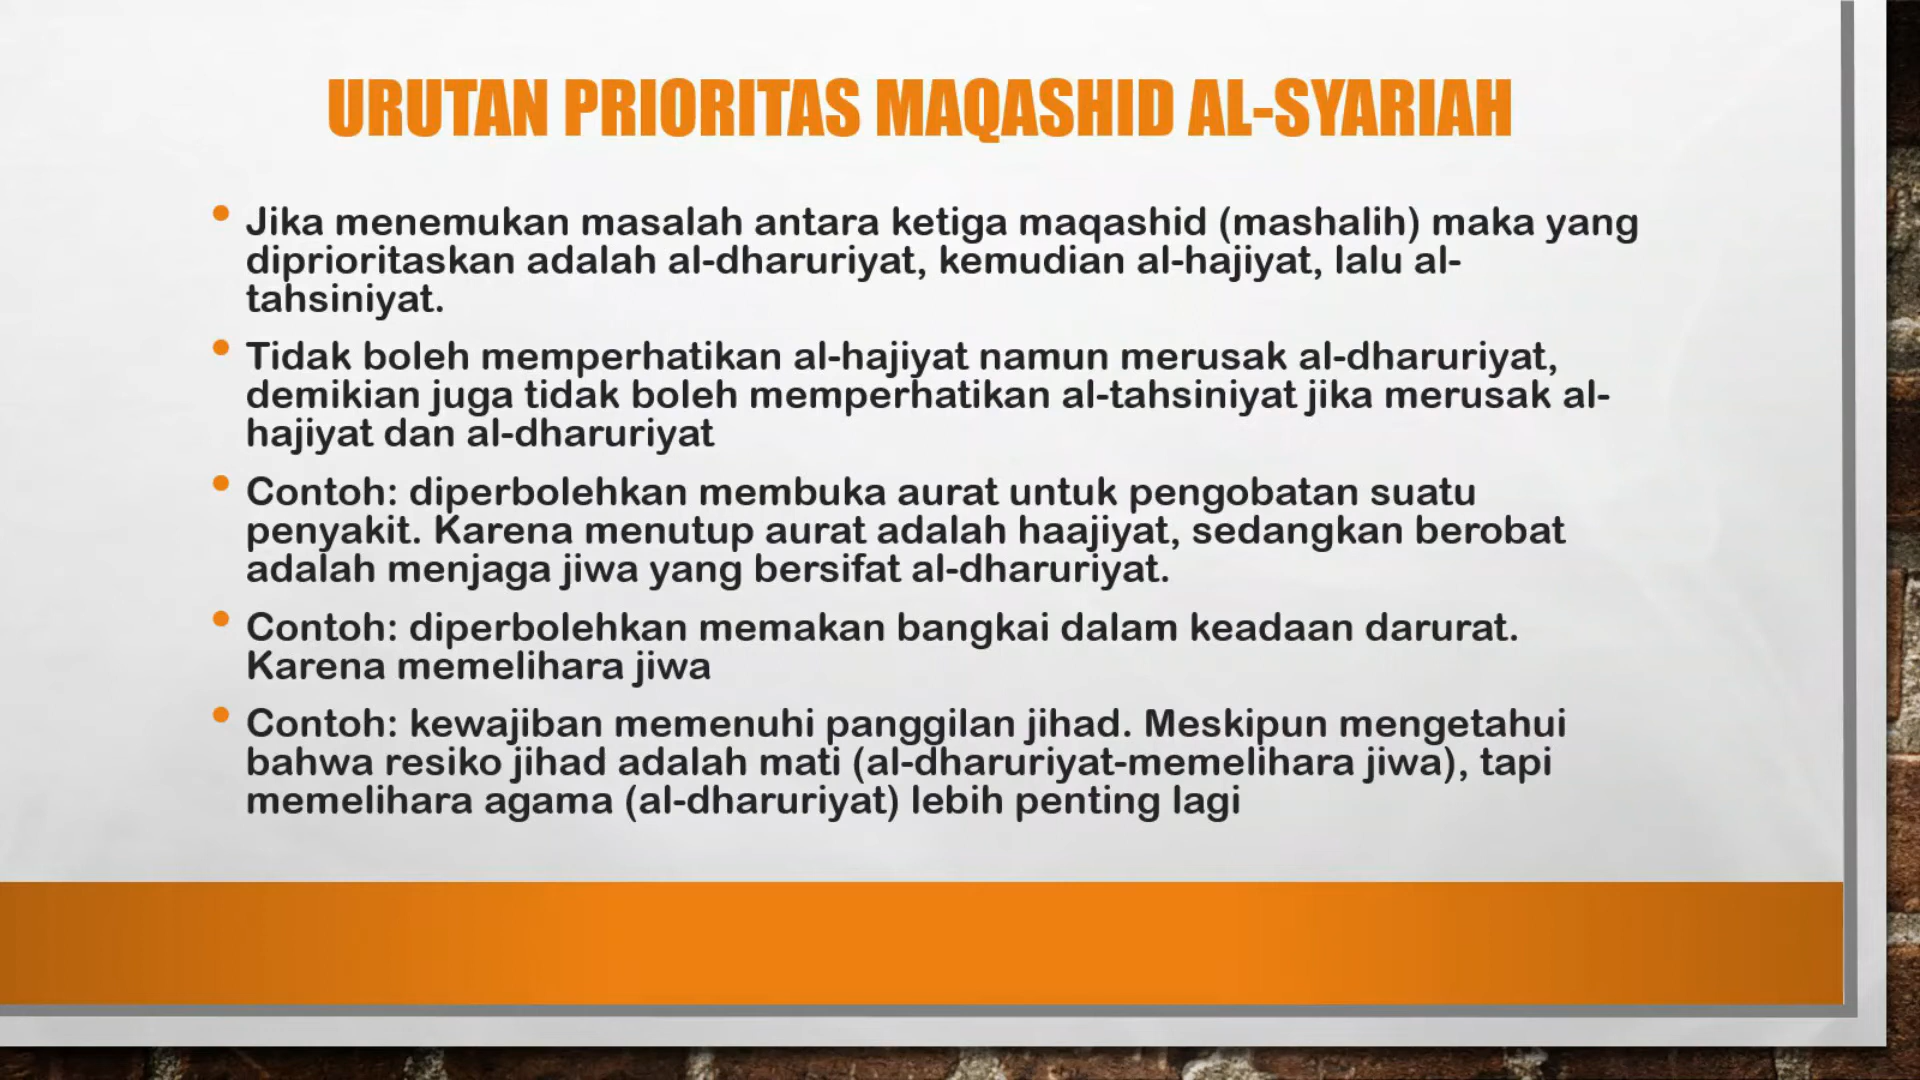 URUTAN PRIORITAS MAQASHID AL-SYARIAH
• Jika menemukan masalah antara ketiga maqashid (mashalih) maka yang
diprioritaskan adalah al-dharuriyat, kemudian al-hajiyat, lalu al-
tahsiniyat.
• Tidak boleh memperhatikan al-hajiyat namun merusak al-dharuriyat,
demikian juga tidak boleh memperhatikan al-tahsiniyat jika merusak al-
hajiyat dan al-dharuriyat
• Contoh: diperbolehkan membuka aurat untuk pengobatan suatu
penyakit. Karena menutup aurat adalah haajiyat, sedangkan berobat
adalah menjaga jiwa yang bersifat al-dharuriyat.
• Contoh: diperbolehkan memakan bangkai dalam keadaan darurat.
Karena memelihara jiwa
• Contoh: kewajiban memenuhi panggilan jihad. Meskipun mengetahui
bahwa resiko jihad adalah mati (al-dharuriyat-memelihara jiwa), tapi
memelihara agama (al-dharuriyat) lebih penting lagi